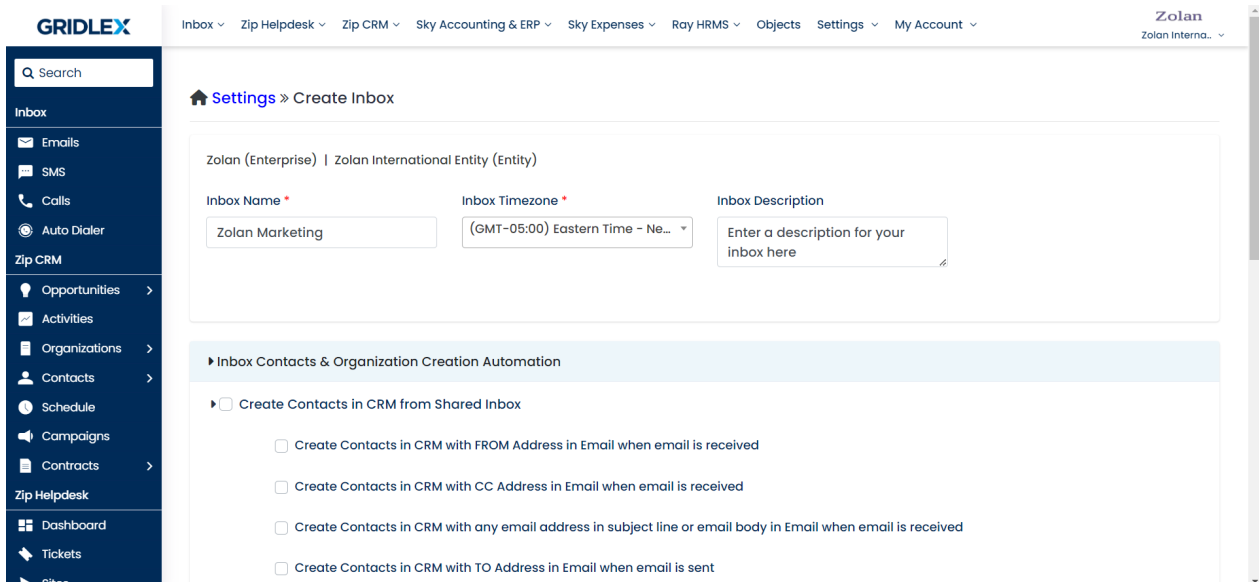 GRIDLEX
Inbox Zip Helpdesk Zip CRM Sky Accounting & ERP Sky Expenses Ray HRMS Objects Settings My Account
Zolan
Zolan Interna..
Search
Inbox
Emails
SMS
Calls
Auto Dialer
Zip CRM
Opportunities
Activities
Organizations
Contacts
Schedule
Campaigns
Contracts
Zip Helpdesk
Dashboard
Tickets
Sites
Settings » Create Inbox
Zolan (Enterprise) | Zolan International Entity (Entity)
Inbox Name *
Zolan Marketing
Inbox Timezone *
(GMT-05:00) Eastern Time - Ne...
Inbox Description
Enter a description for your
inbox here
Inbox Contacts & Organization Creation Automation
Create Contacts in CRM from Shared Inbox
Create Contacts in CRM with FROM Address in Email when email is received
Create Contacts in CRM with CC Address in Email when email is received
Create Contacts in CRM with any email address in subject line or email body in Email when email is received
Create Contacts in CRM with TO Address in Email when email is sent